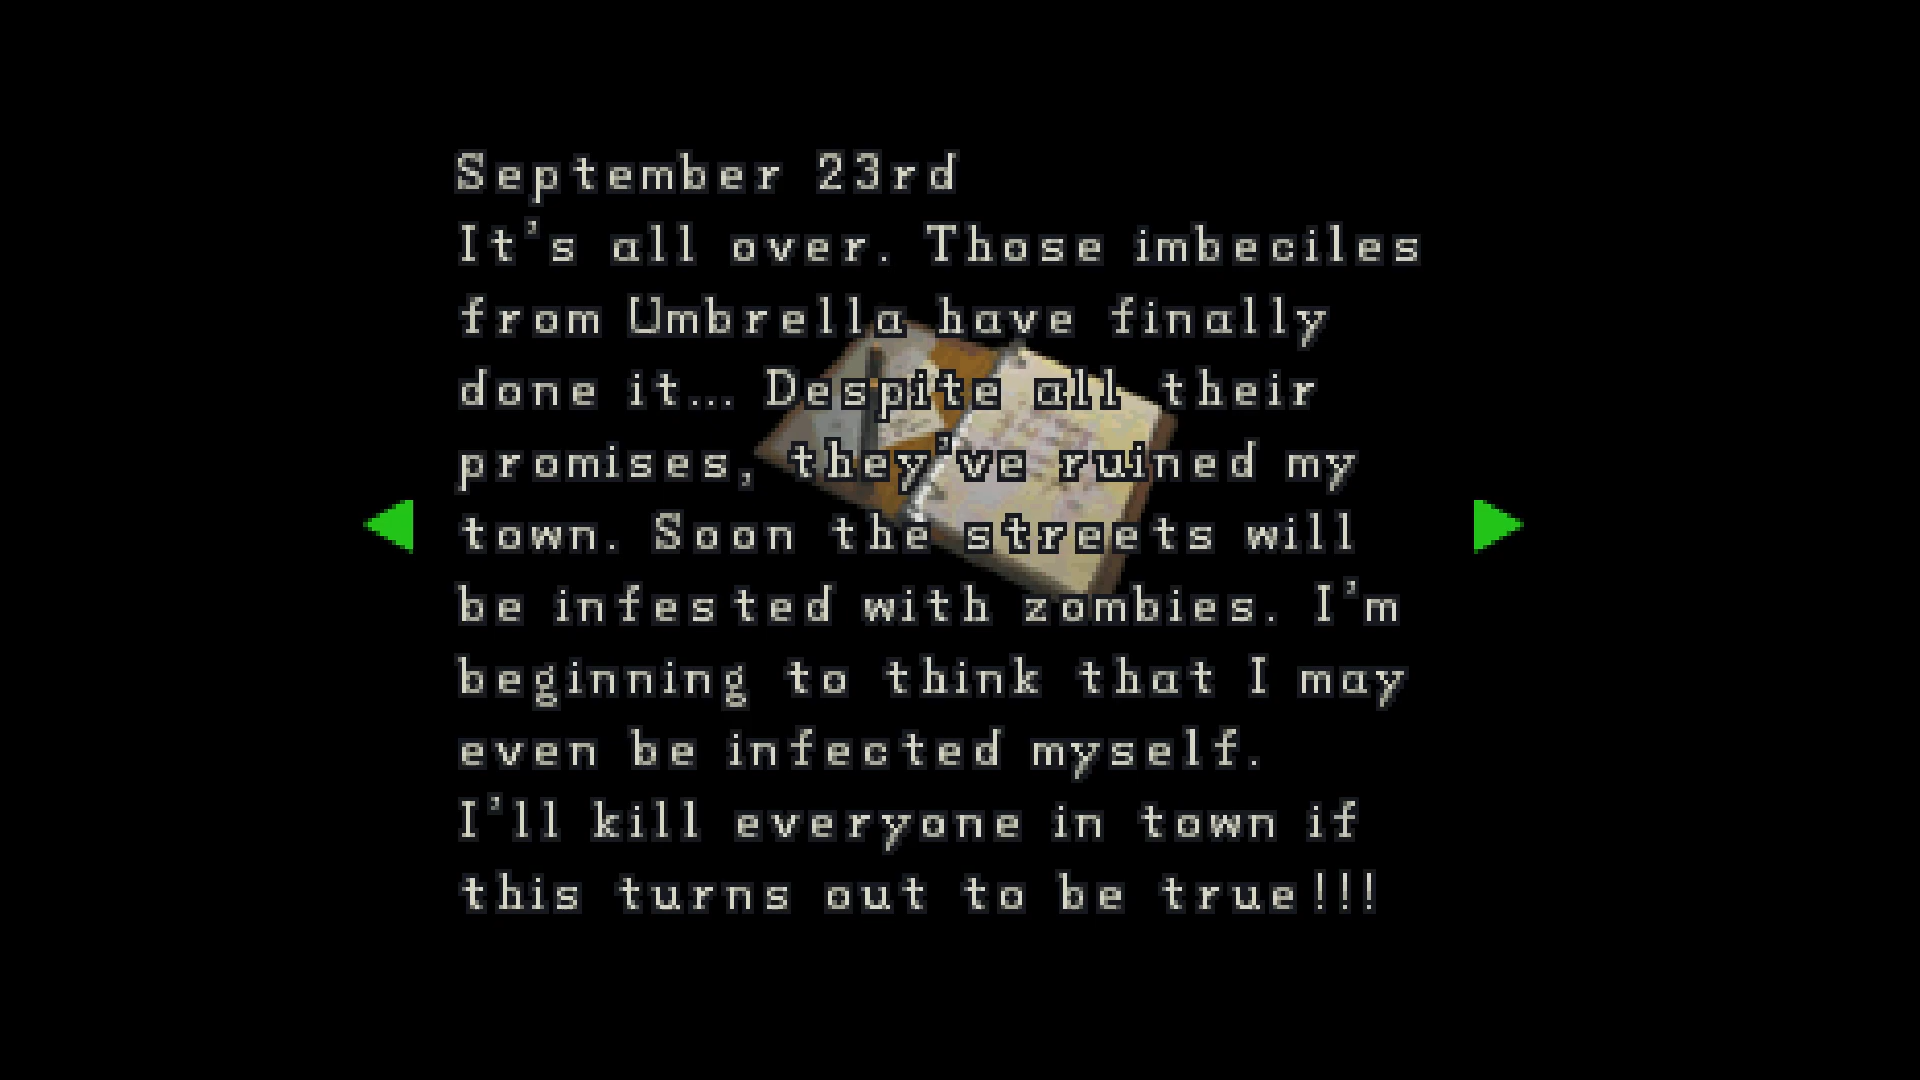 September 23rd
It's all over. Those imbeciles
from Umbrella have finally
done it... Despite all their
promises, they've ruined my
town. Soon the streets will
be infested with zombies. I'm
beginning to think that I may
even be infected myself.
I'll kill everyone in town if
this turns out to be true!!!